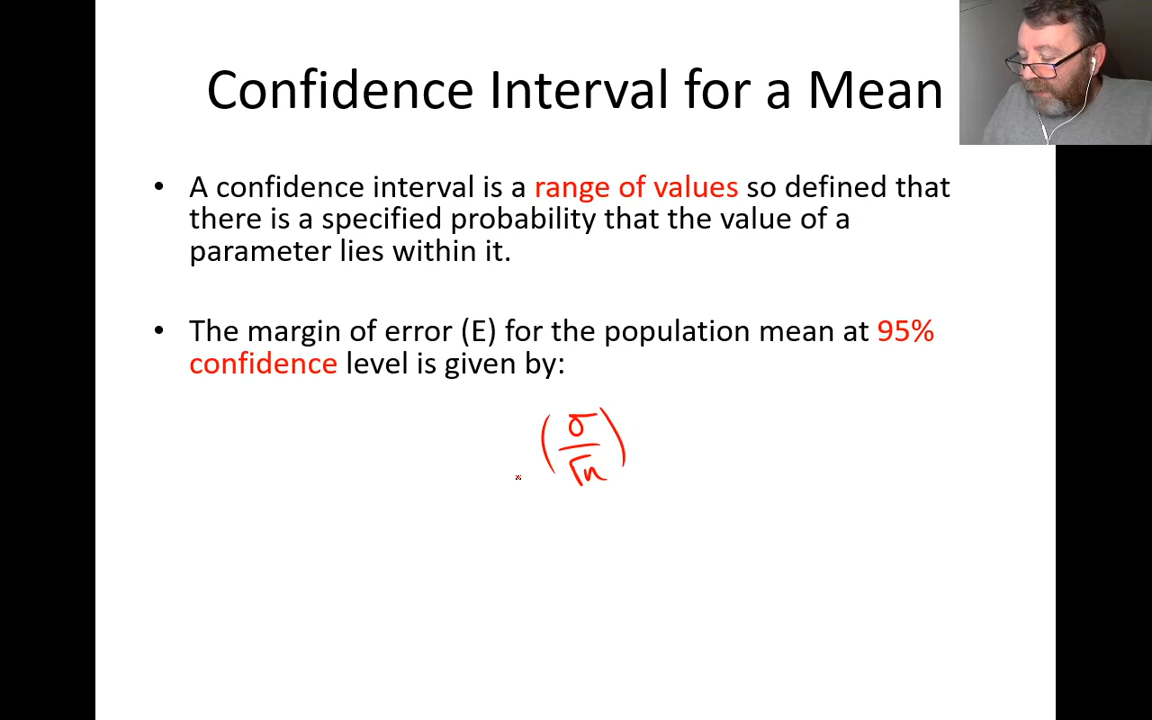 Confidence Interval for a Mean
• A confidence interval is a range of values so defined that
there is a specified probability that the value of a
parameter lies within it.
• The margin of error (E) for the population mean at 95%
confidence level is given by:
(σ/√n)